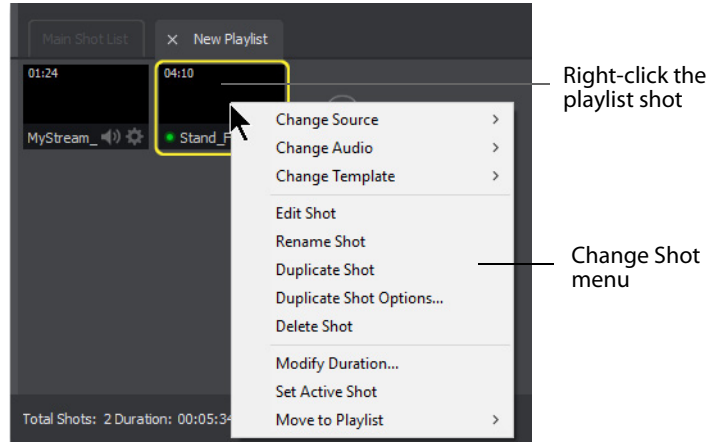 Main Shot List
× New Playlist
01:24
04:10
MyStream_
Stand_F
Right-click the
playlist shot
Change Source
Change Audio
Change Template
Edit Shot
Rename Shot
Duplicate Shot
Duplicate Shot Options...
Delete Shot
Modify Duration...
Set Active Shot
Move to Playlist
Change Shot
menu
Total Shots: 2 Duration: 00:05:34